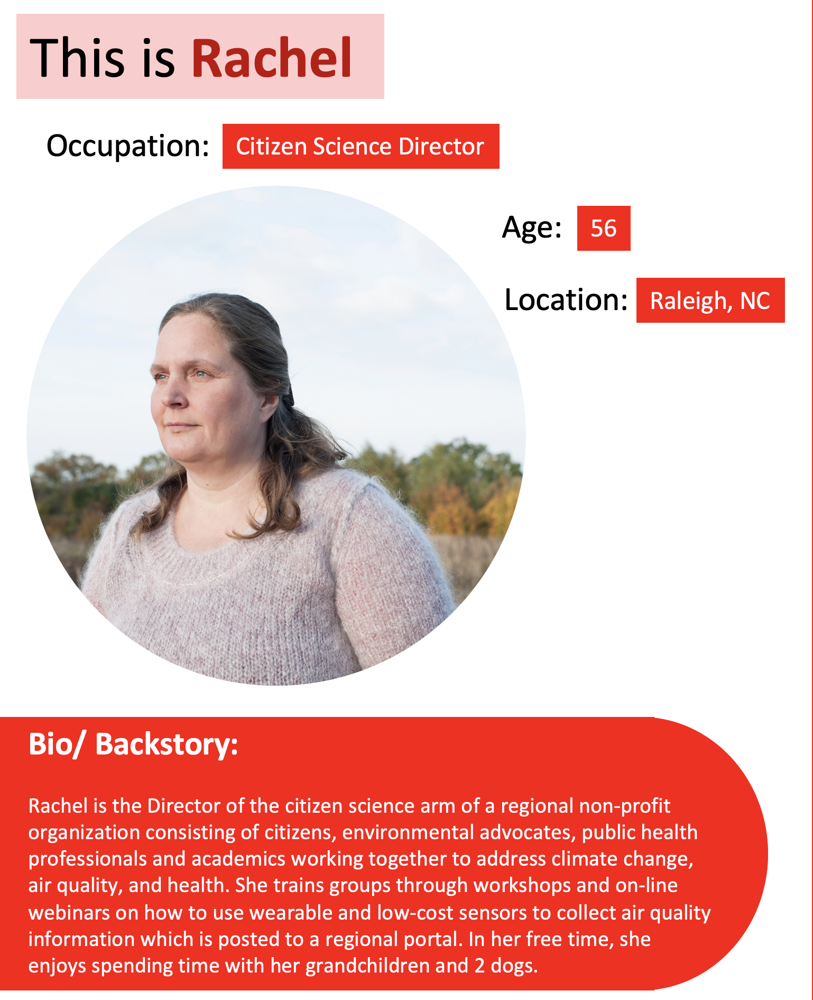 This is Rachel
Occupation: Citizen Science Director
Age: 56
Location: Raleigh, NC
Bio/ Backstory:
Rachel is the Director of the citizen science arm of a regional non-profit
organization consisting of citizens, environmental advocates, public health
professionals and academics working together to address climate change,
air quality, and health. She trains groups through workshops and on-line
webinars on how to use wearable and low-cost sensors to collect air quality
information which is posted to a regional portal. In her free time, she
enjoys spending time with her grandchildren and 2 dogs.